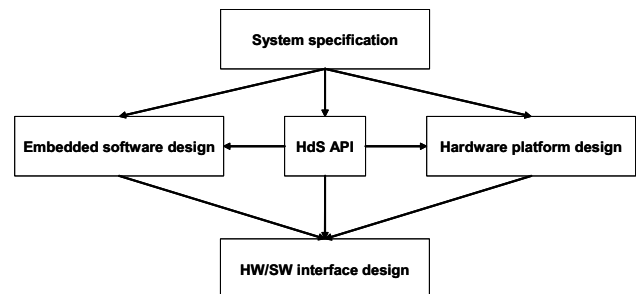 System specification
Embedded software design
HdS API
Hardware platform design
HW/SW interface design